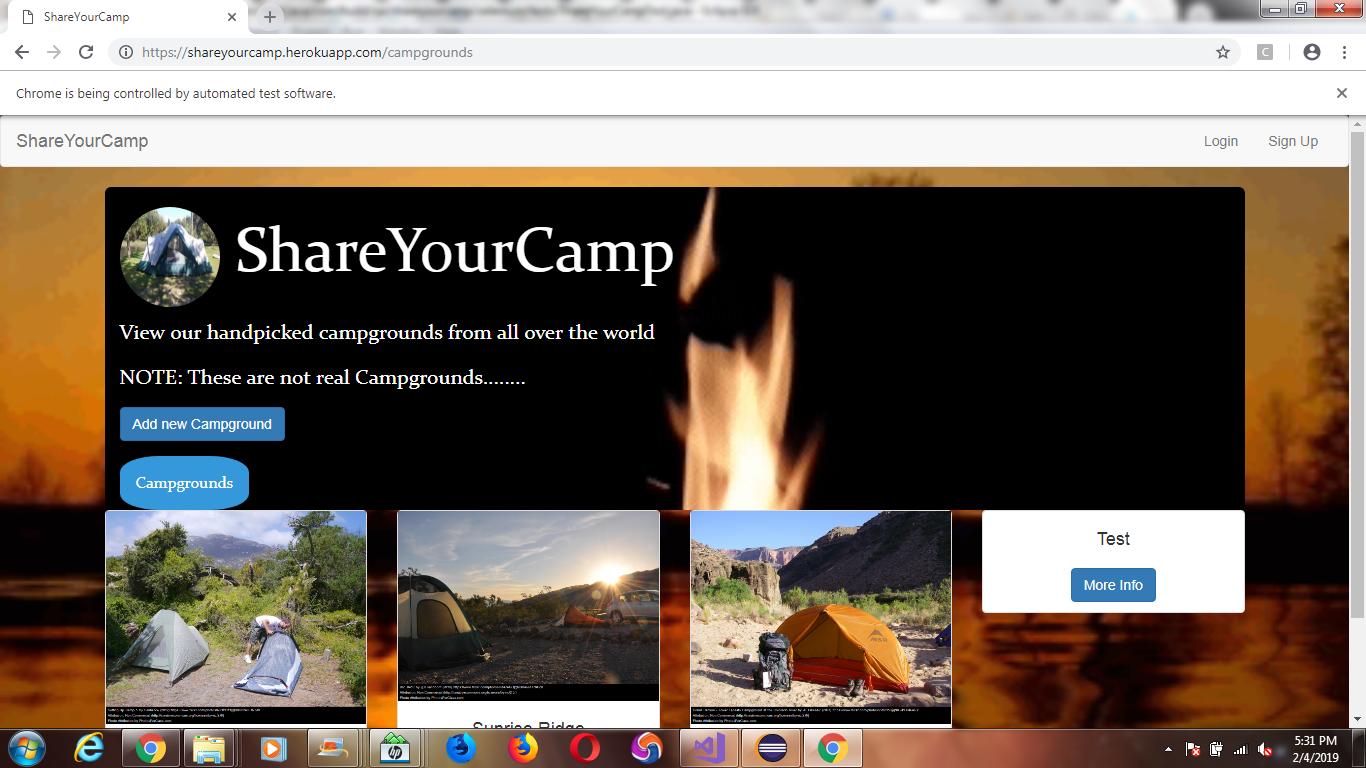 ShareYourCamp
https://shareyourcamp.herokuapp.com/campgrounds
C
Chrome is being controlled by automated test software.
ShareYourCamp
Login
Sign Up
ShareYourCamp
View our handpicked campgrounds from all over the world
NOTE: These are not real Campgrounds........
Add new Campground
Campgrounds
Test
More Info
Sunrise Ridge
hp
5:31 PM
2/4/2019